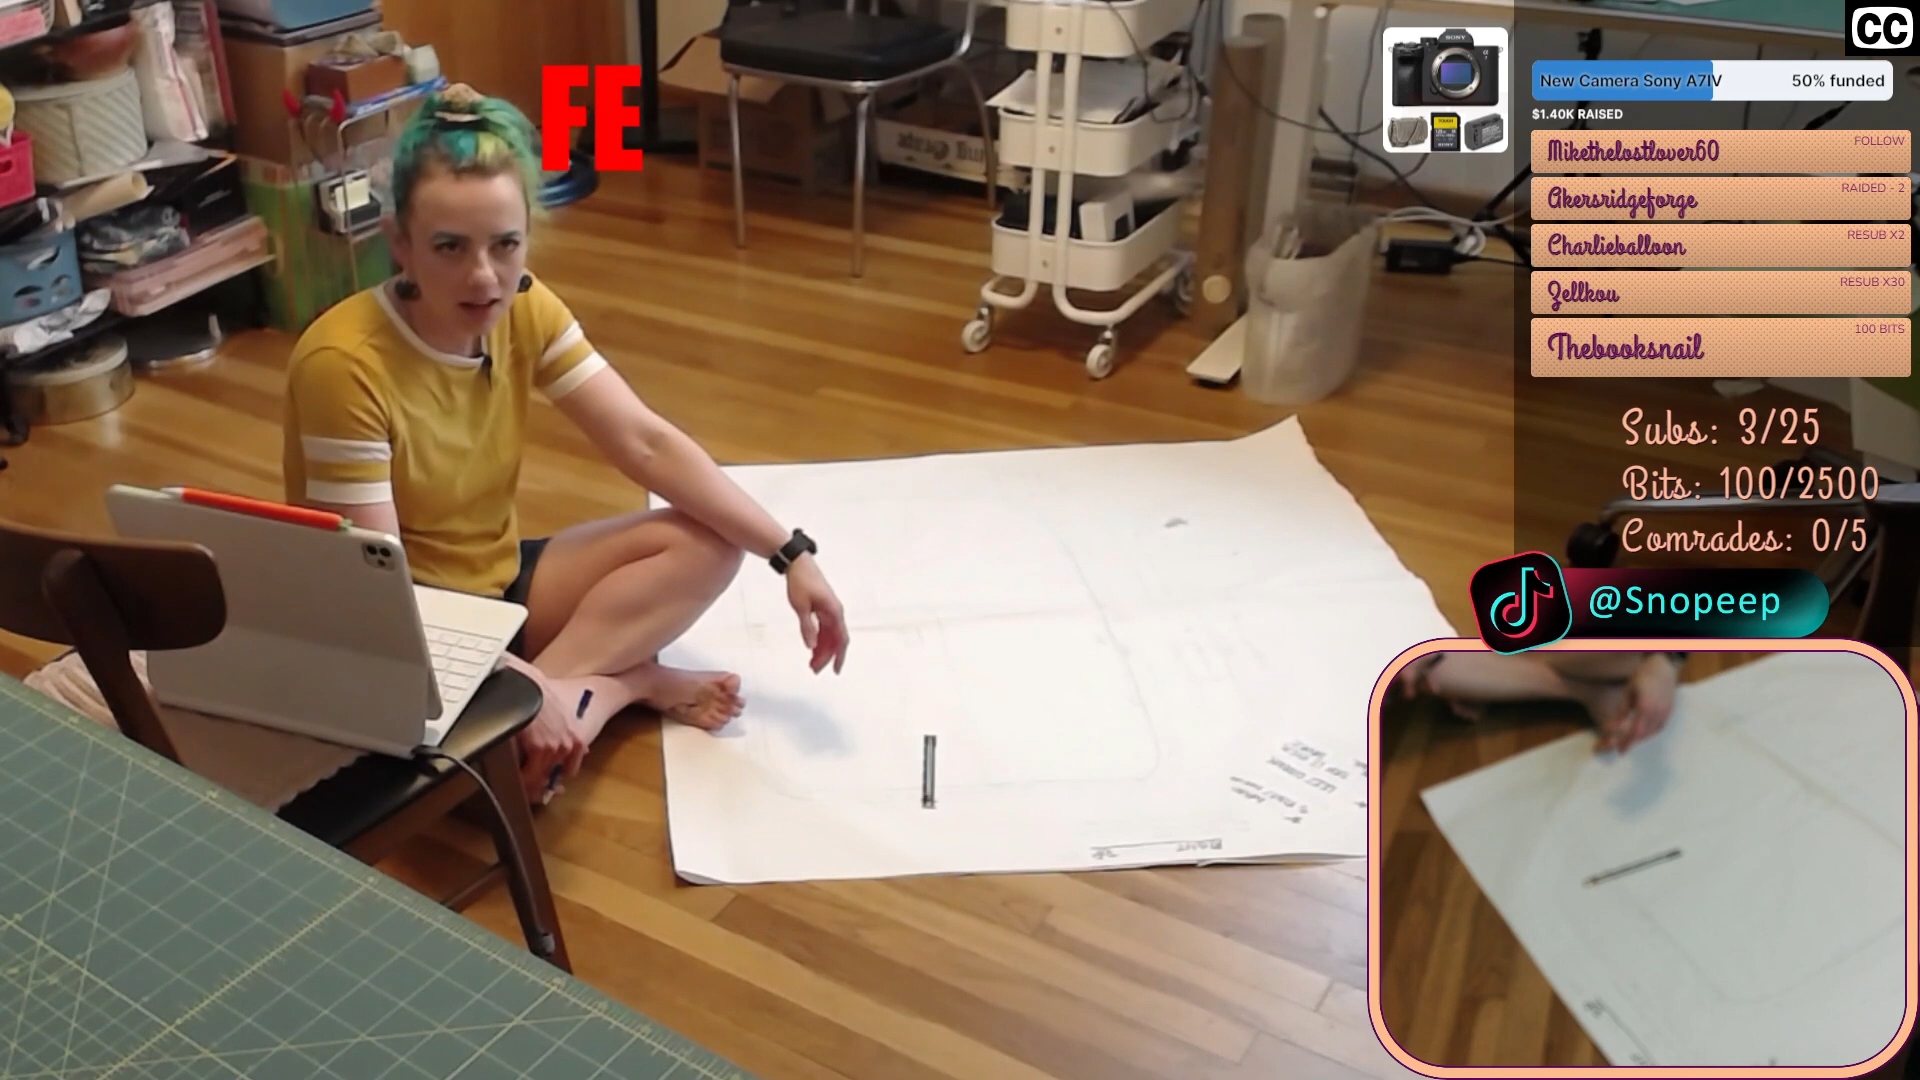 CC
FE
SONY
New Camera Sony A7IV 50% funded
$1.40K RAISED
Mikethelostlover60 FOLLOW
Akersridgeforge RAIDED - 2
Charlieballoon RESUB X2
Zellkou RESUB X30
Thebooksnail 100 BITS
Subs: 3/25
Bits: 100/2500
Comrades: 0/5
@Snopeep